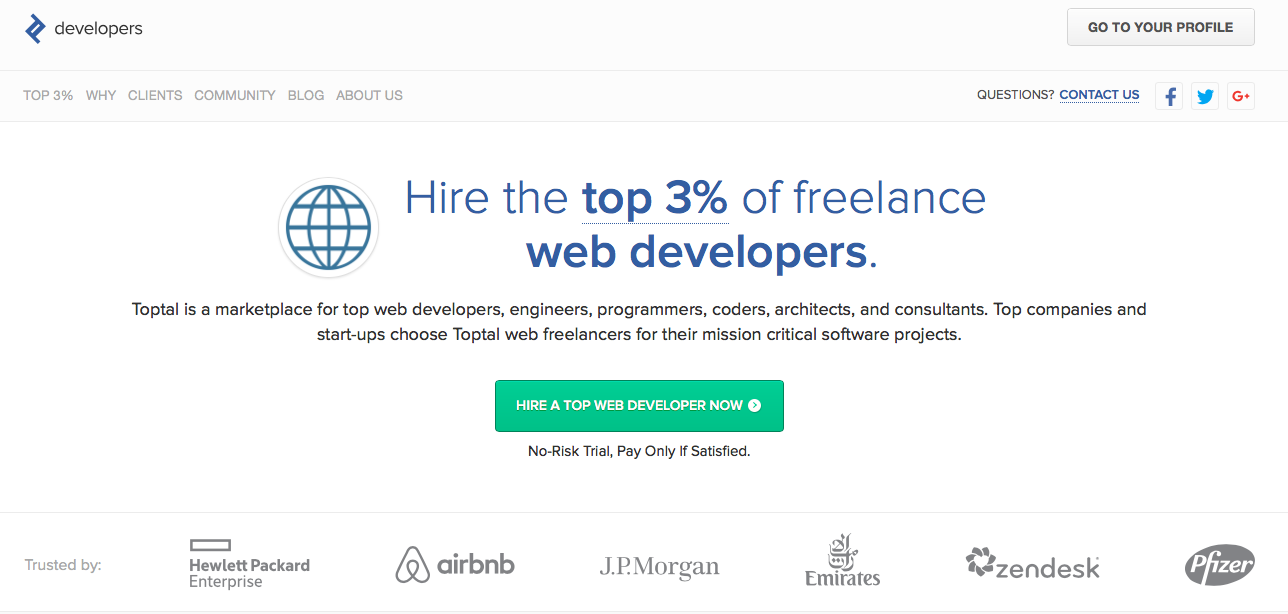 developers
GO TO YOUR PROFILE
TOP 3% WHY CLIENTS COMMUNITY BLOG ABOUT US
QUESTIONS? CONTACT US
G+
Hire the top 3% of freelance
web developers.
Toptal is a marketplace for top web developers, engineers, programmers, coders, architects, and consultants. Top companies and
start-ups choose Toptal web freelancers for their mission critical software projects.
HIRE A TOP WEB DEVELOPER NOW
No-Risk Trial, Pay Only If Satisfied.
Trusted by:
Hewlett Packard
Enterprise
airbnb
J.P.Morgan
Emirates
zendesk
Pfizer